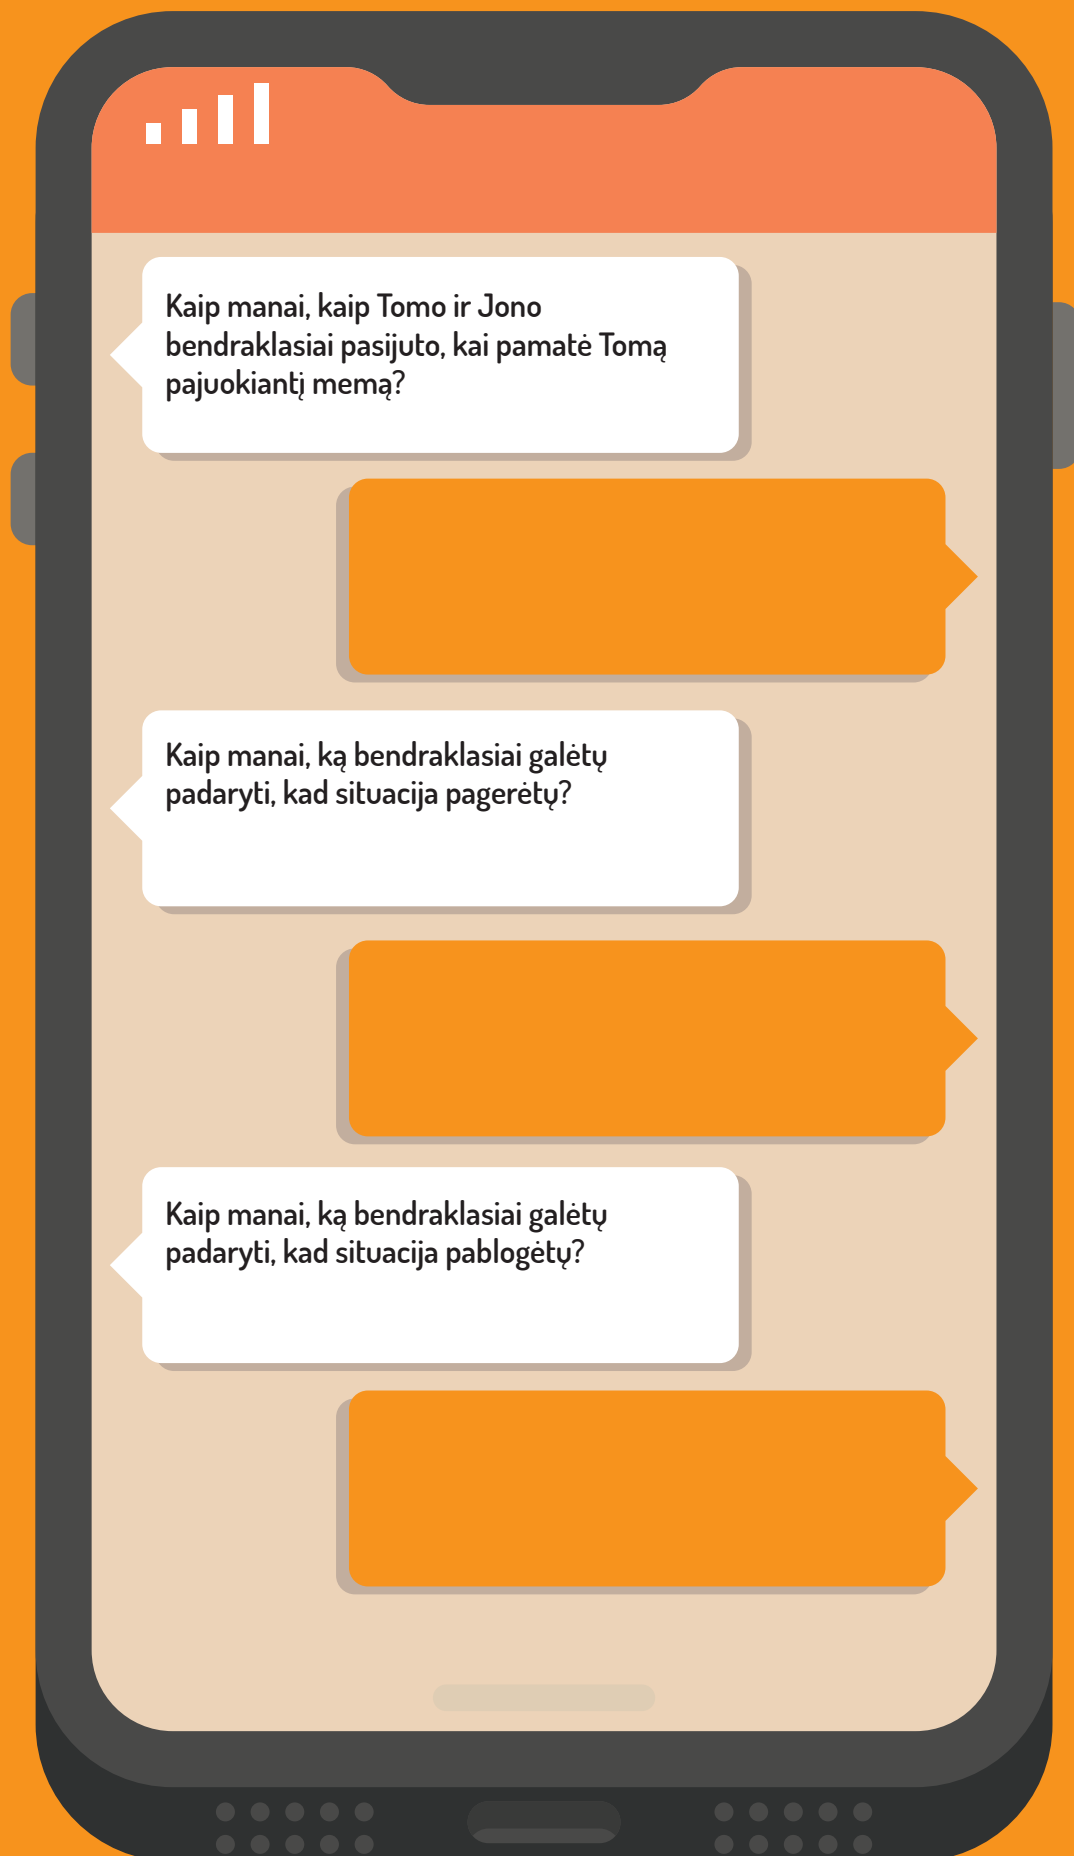 Kaip manai, kaip Tomo ir Jono
bendraklasiai pasijuto, kai pamatė Tomą
pajuokiantį memą?
Kaip manai, ką bendraklasiai galėtų
padaryti, kad situacija pagerėtų?
Kaip manai, ką bendraklasiai galėtų
padaryti, kad situacija pablogėtų?